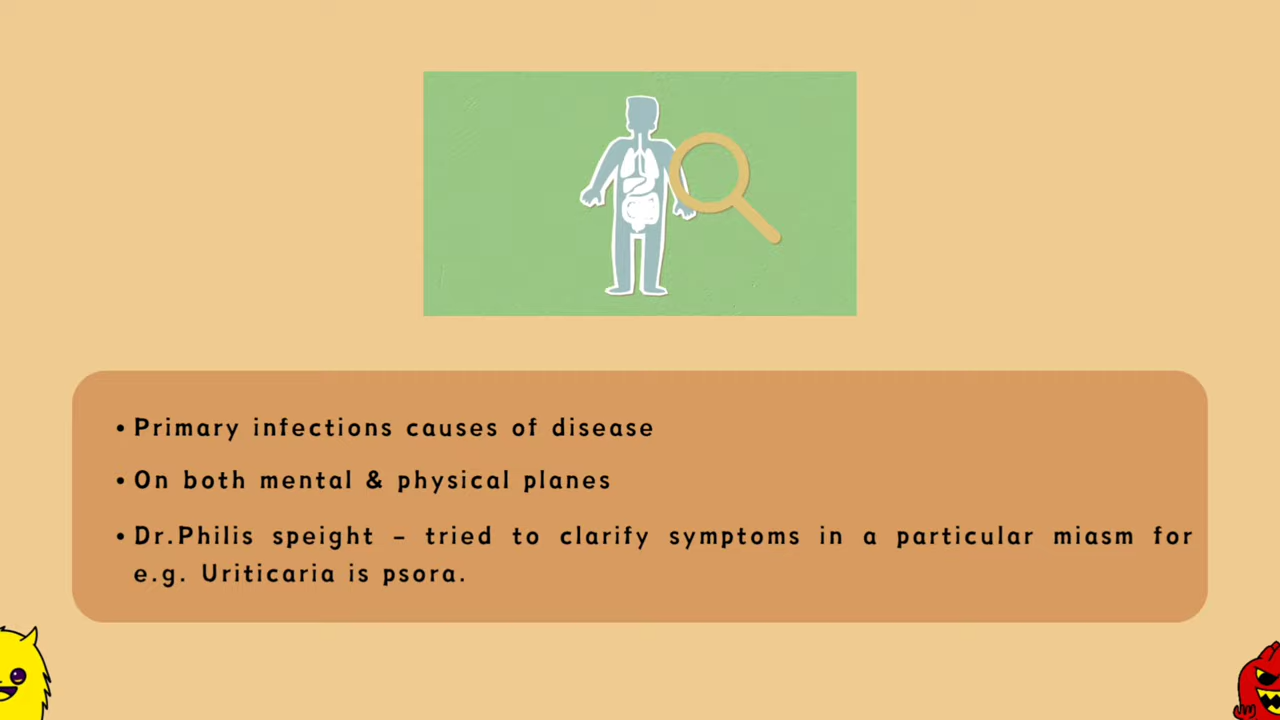 • Primary infections causes of disease
• On both mental & physical planes
• Dr.Philis speight – tried to clarify symptoms in a particular miasm for
e.g. Uriticaria is psora.